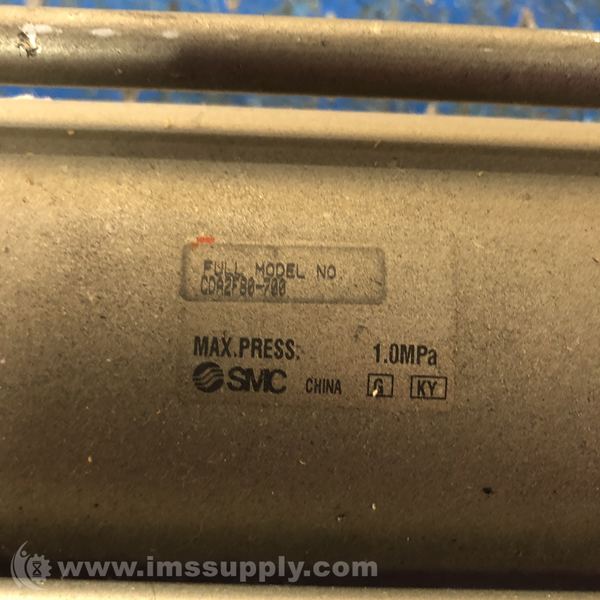 FULL MODEL NO
CDA2F80-700
MAX.PRESS. 1.0MPa
SMC CHINA G KY
www.imssupply.com